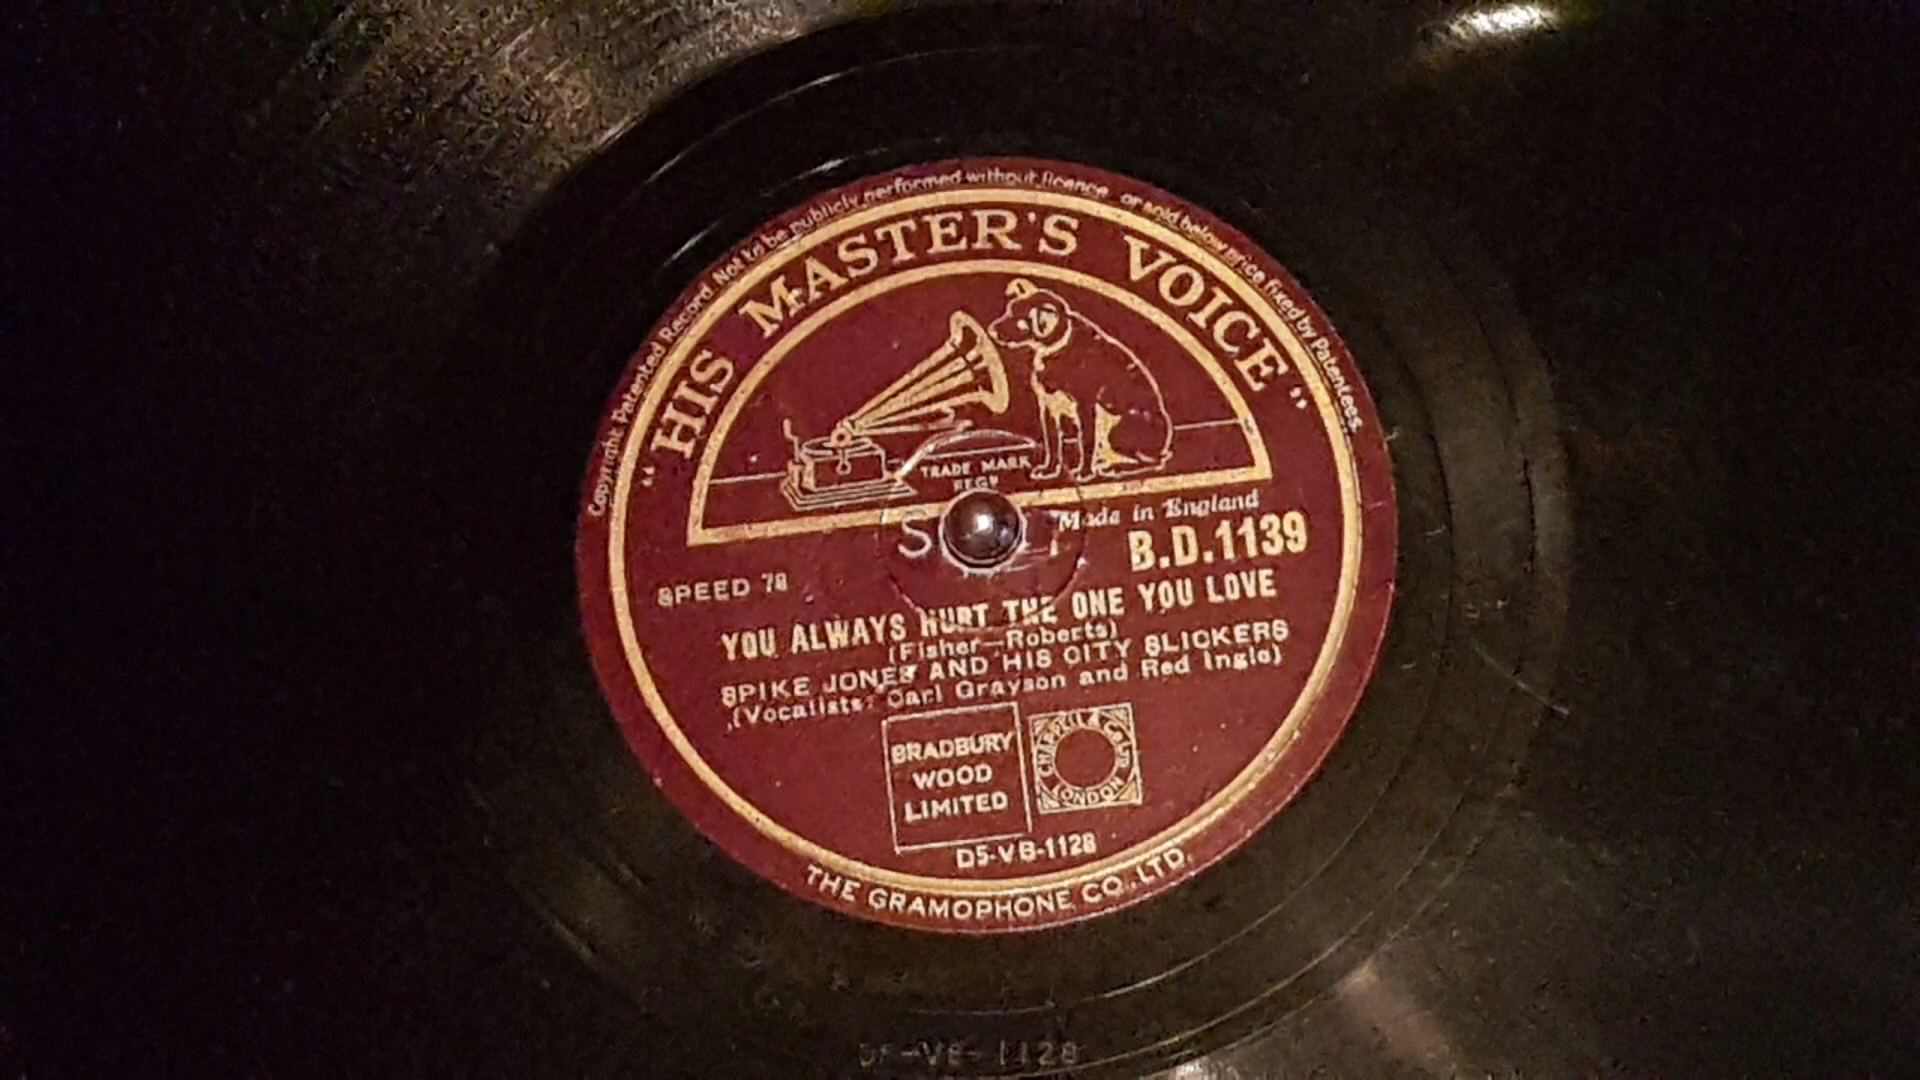 Copyright Patented Record Not to be publicly performed without licence or sold below price fixed by Patentees.
"HIS MASTER'S VOICE"
TRADE MARK
REGD
Made in England
B.D.1139
SPEED 78
YOU ALWAYS HURT THE ONE YOU LOVE
(Fisher—Roberts)
SPIKE JONES AND HIS CITY SLICKERS
(Vocalists: Carl Grayson and Red Ingle)
BRADBURY
WOOD
LIMITED
CHAPPELL & Co LTD
LONDON
D5-VB-1128
THE GRAMOPHONE CO. LTD.
D5-VB-1128